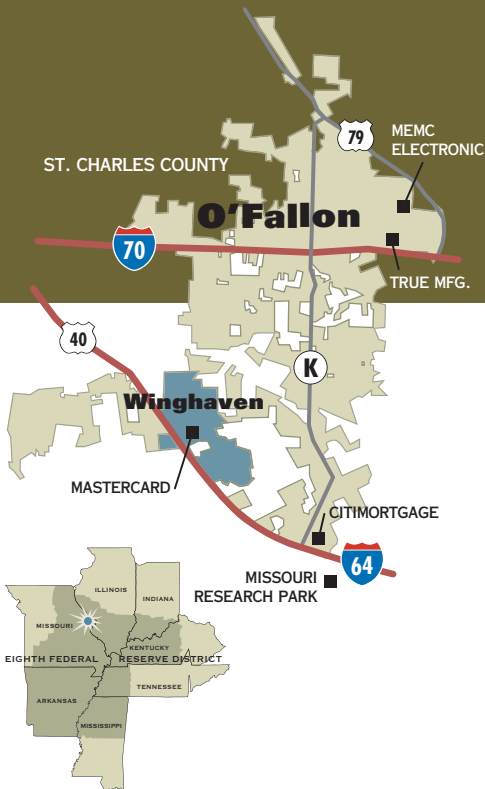 79
MEMC
ELECTRONIC
ST. CHARLES COUNTY
O'Fallon
70
TRUE MFG.
40
K
Winghaven
MASTERCARD
CITIMORTGAGE
64
MISSOURI
RESEARCH PARK
ILLINOIS
INDIANA
MISSOURI
KENTUCKY
EIGHTH FEDERAL RESERVE DISTRICT
TENNESSEE
ARKANSAS
MISSISSIPPI